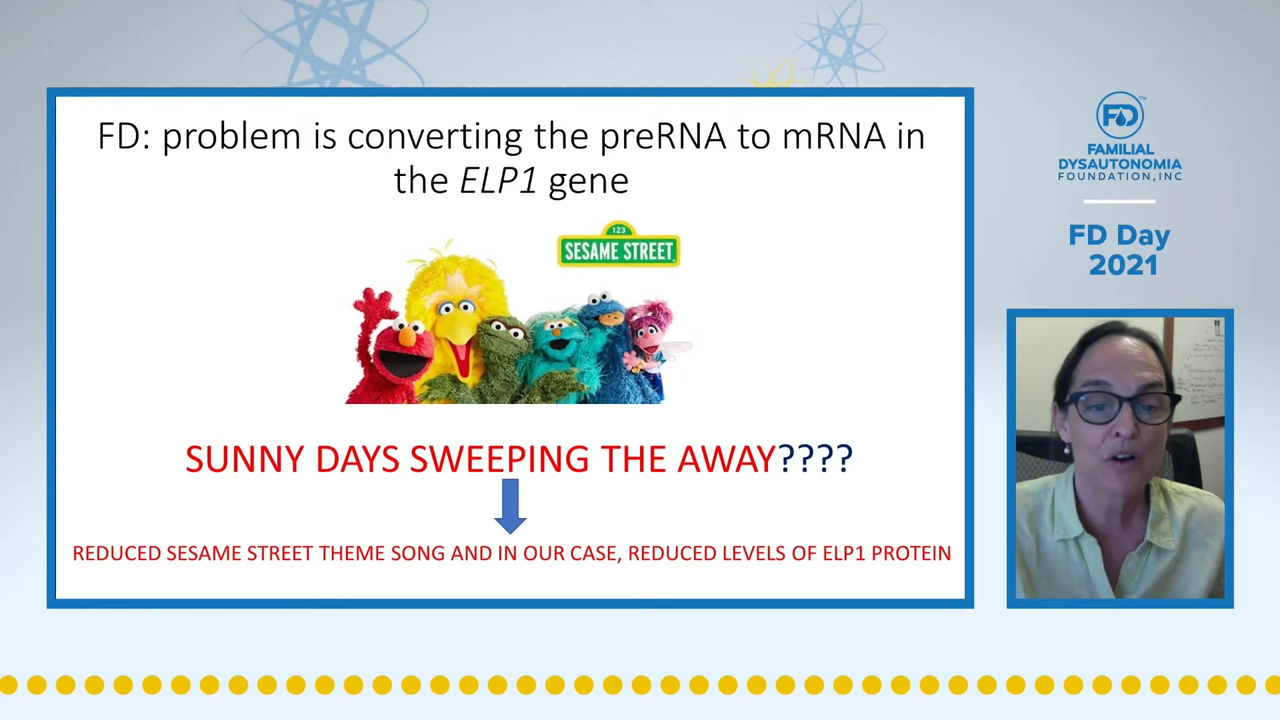 FD: problem is converting the preRNA to mRNA in
the ELP1 gene
123
SESAME STREET
SUNNY DAYS SWEEPING THE AWAY????
REDUCED SESAME STREET THEME SONG AND IN OUR CASE, REDUCED LEVELS OF ELP1 PROTEIN
FD™
FAMILIAL
DYSAUTONOMIA
FOUNDATION, INC
FD Day
2021